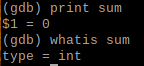 (gdb) print sum
$1 = 0
(gdb) whatis sum
type = int